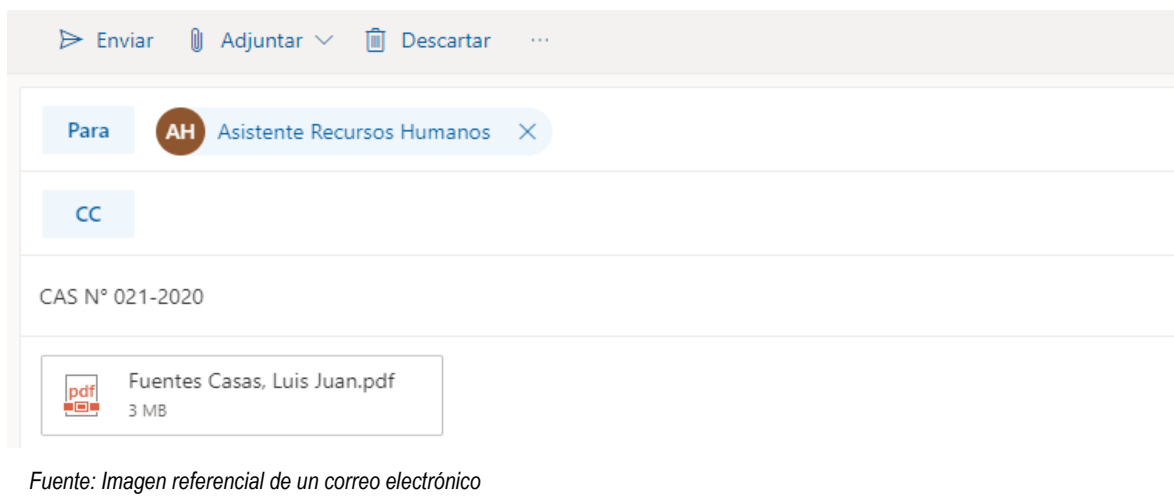 Enviar Adjuntar Descartar ...
Para AH Asistente Recursos Humanos
CC
CAS N° 021-2020
pdf Fuentes Casas, Luis Juan.pdf
3 MB
Fuente: Imagen referencial de un correo electrónico